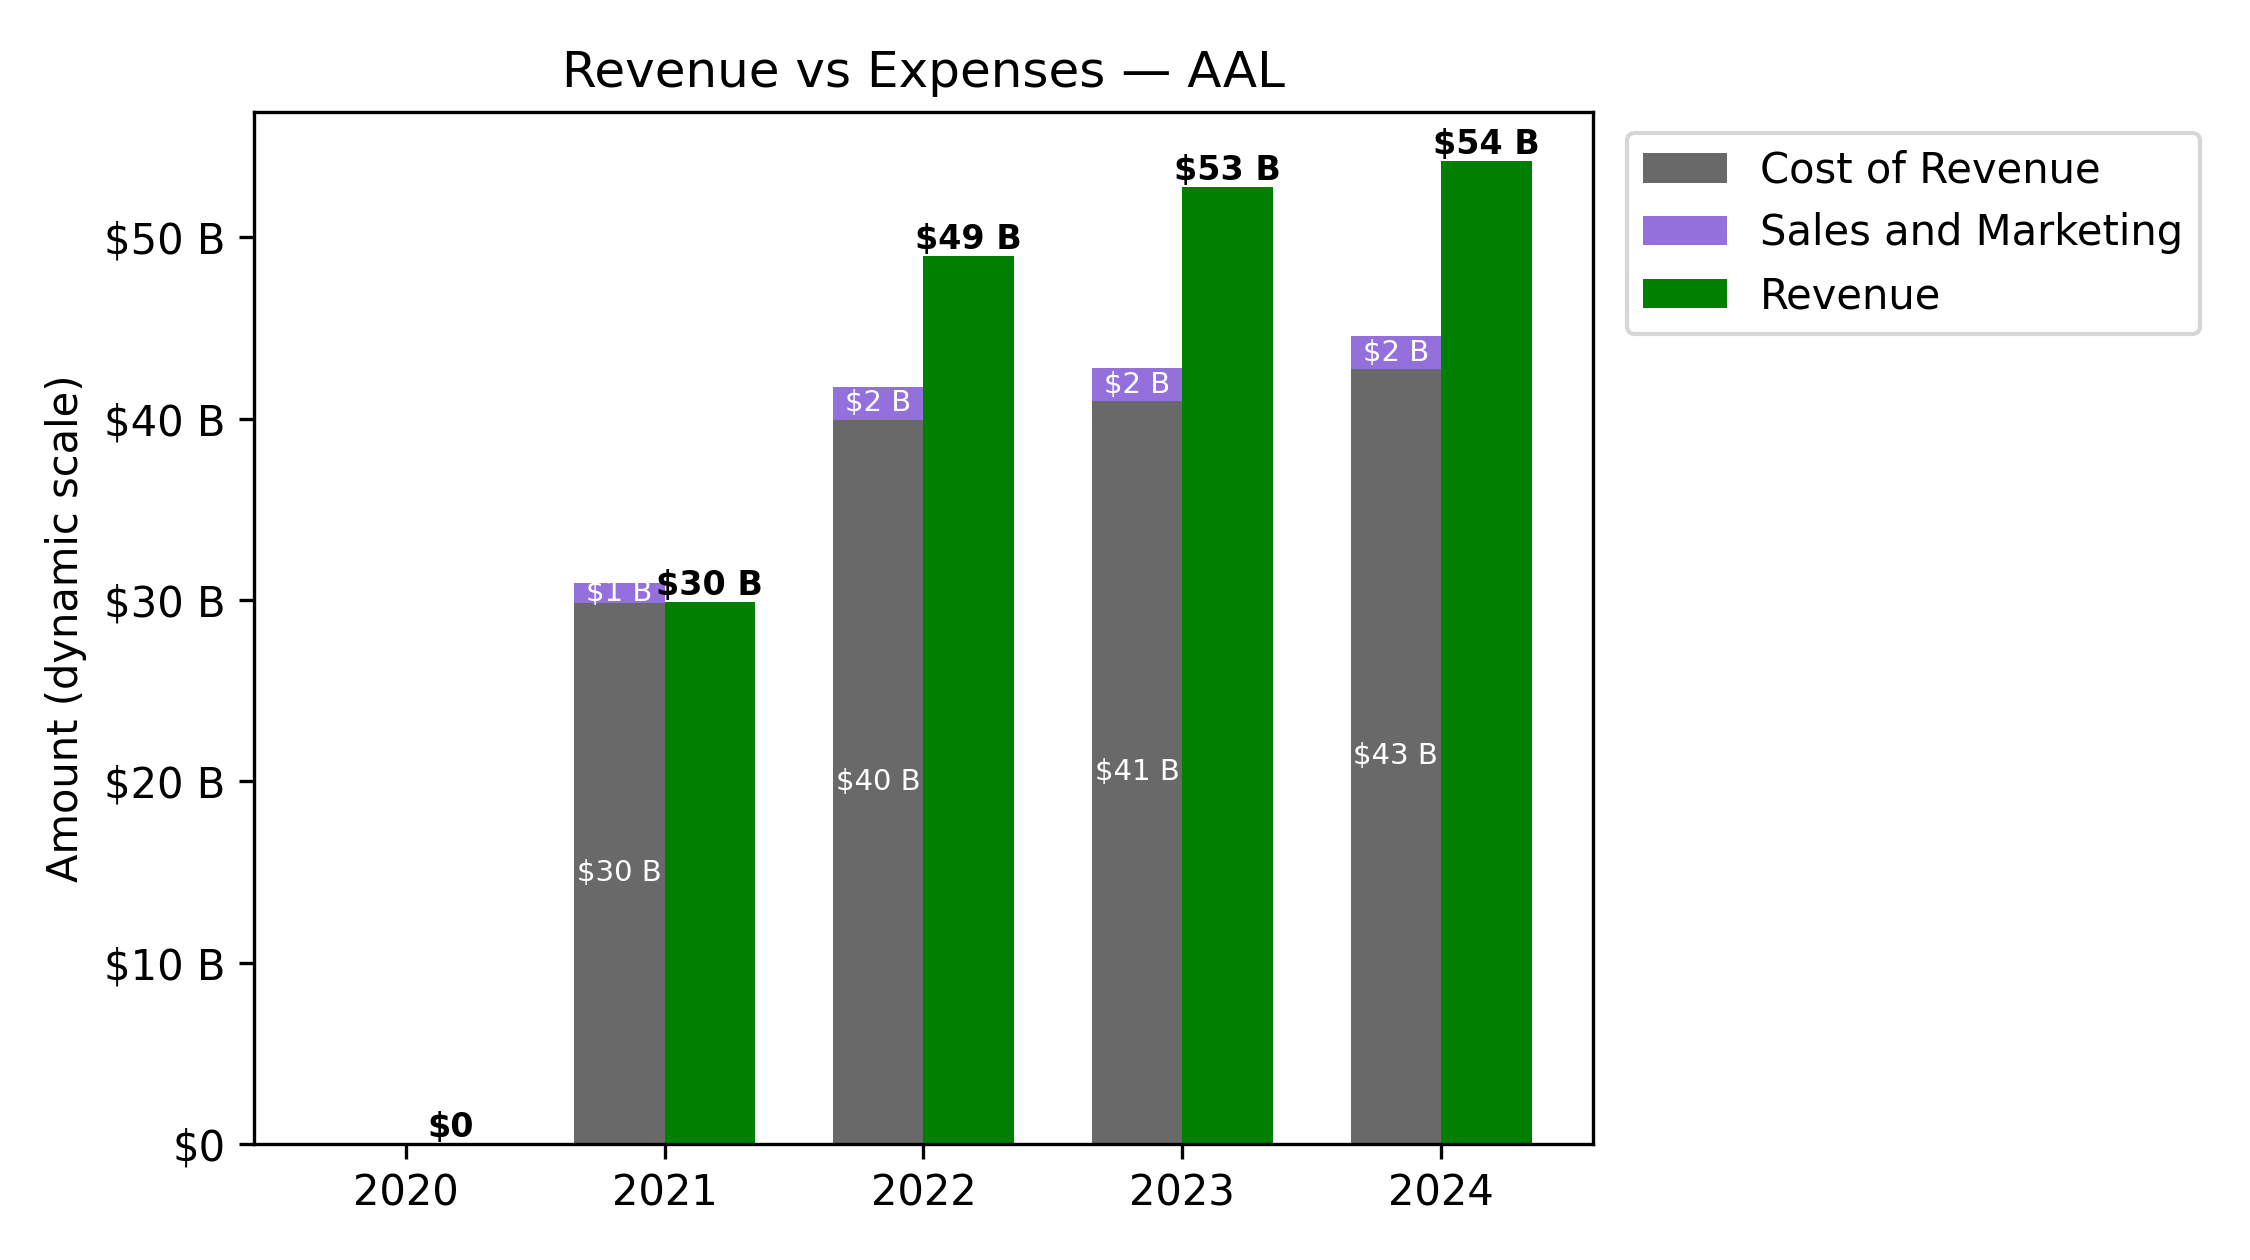 Revenue vs Expenses — AAL
Amount (dynamic scale)
$50 B
$40 B
$30 B
$20 B
$10 B
$0
$0
$30 B
$1 B
$30 B
$40 B
$2 B
$49 B
$41 B
$2 B
$53 B
$43 B
$2 B
$54 B
2020
2021
2022
2023
2024
Cost of Revenue
Sales and Marketing
Revenue